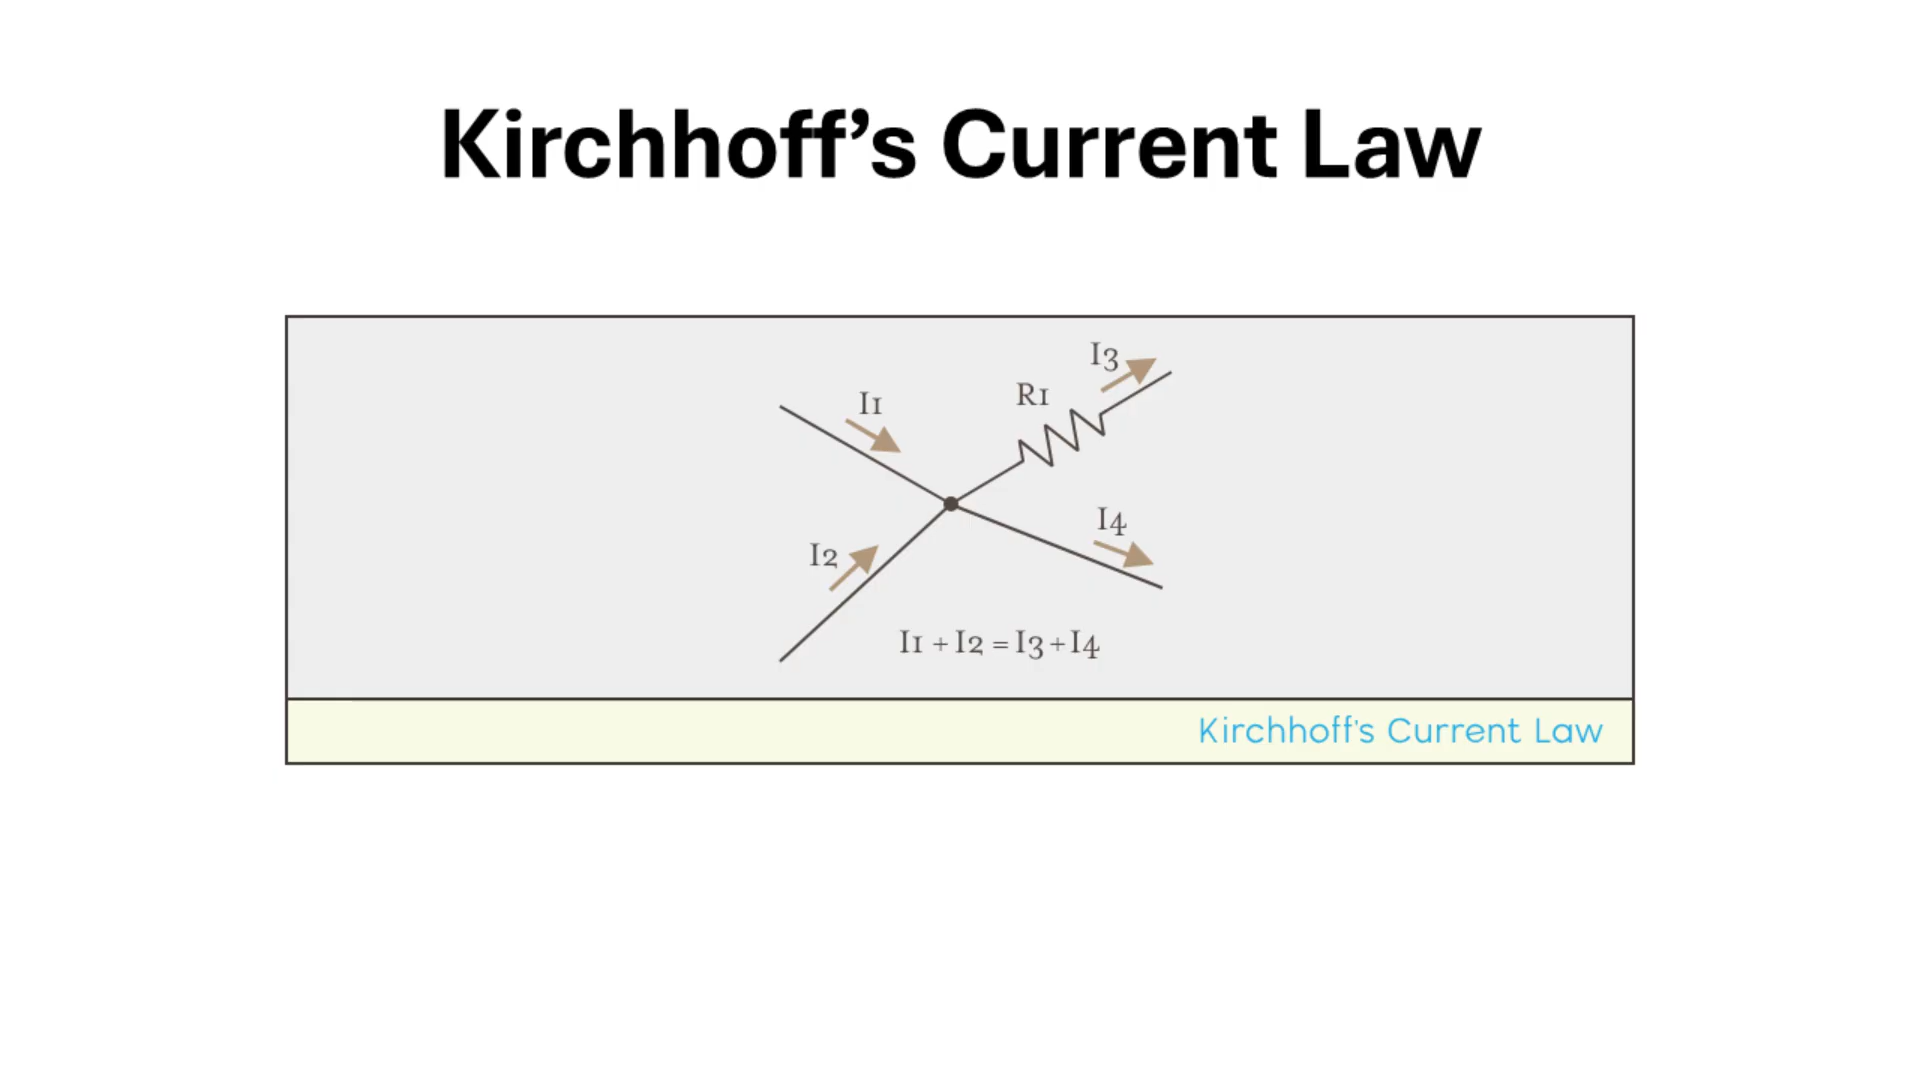 Kirchhoff’s Current Law
I3
R1
I1
I4
I2
I1 + I2 = I3 + I4
Kirchhoff's Current Law